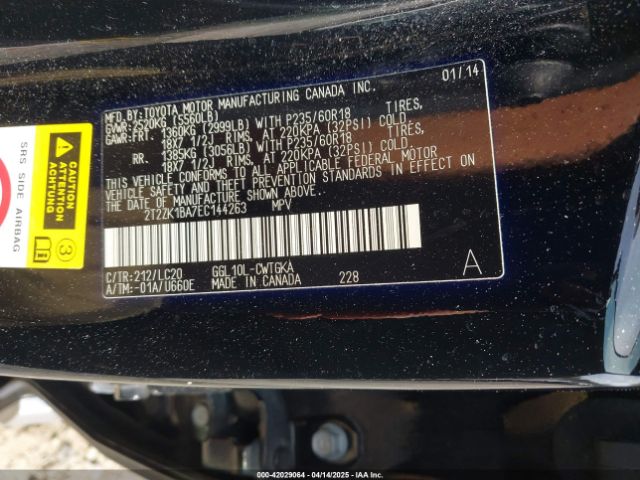 MFD.BY:TOYOTA MOTOR MANUFACTURING CANADA INC. 01/14
GVWR:2520KG (5560LB)
GAWR:FRT. 1360KG (2999LB) WITH P235/60R18 TIRES,
18X7 1/2J RIMS, AT 220KPA (32PSI) COLD.
RR. 1385KG (3056LB) WITH P235/60R18 TIRES,
18X7 1/2J RIMS, AT 220KPA (32PSI) COLD.
THIS VEHICLE CONFORMS TO ALL APPLICABLE FEDERAL MOTOR
VEHICLE SAFETY AND THEFT PREVENTION STANDARDS IN EFFECT
ON THE DATE OF MANUFACTURE SHOWN ABOVE.
2T2ZK1BA7EC144263 MPV
C/TR:212/LC20 GGL10L-CWTGKA
A/TM:-01A/U660E MADE IN CANADA 228 A
SRS SIDE AIRBAG
ATTENTION
3
000-42029064 04/14/2025 IAA